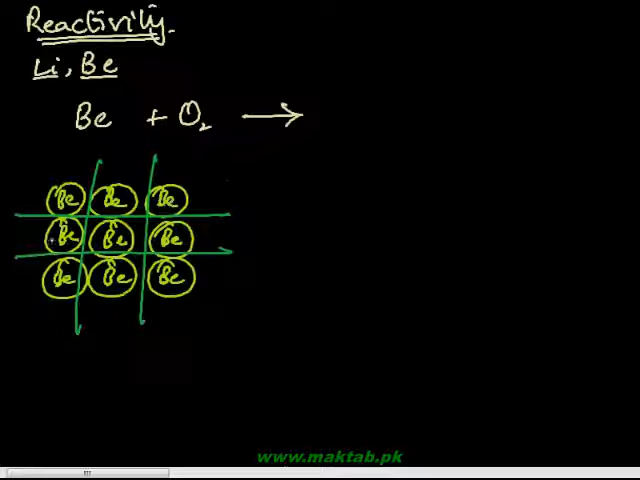 Reactivity.
Li, Be
Be + O₂ →
Be Be Be
Be Be Be
Be Be Be
www.maktab.pk